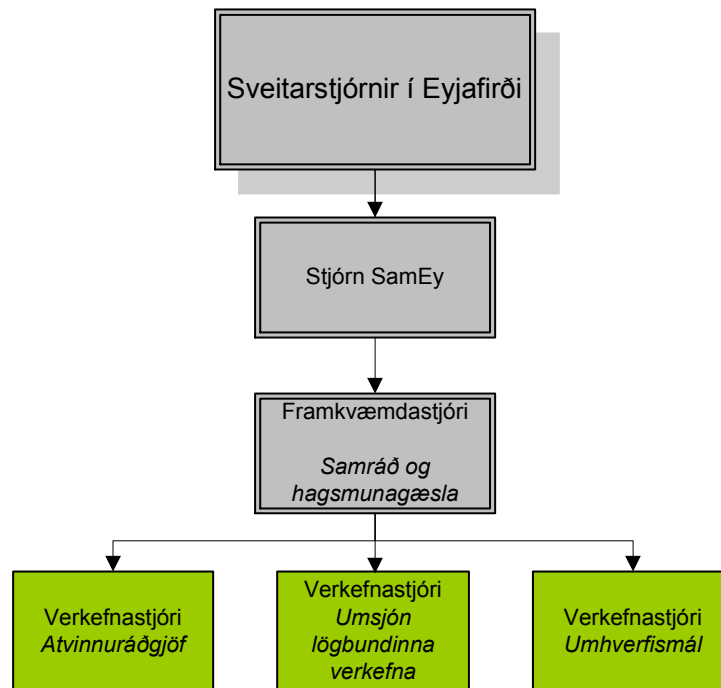 Sveitarstjórnir í Eyjafirði
Stjórn SamEy
Framkvæmdastjóri
Samráð og
hagsmunagæsla
Verkefnastjóri
Atvinnuráðgjöf
Verkefnastjóri
Umsjón
lögbundinna
verkefna
Verkefnastjóri
Umhverfismál